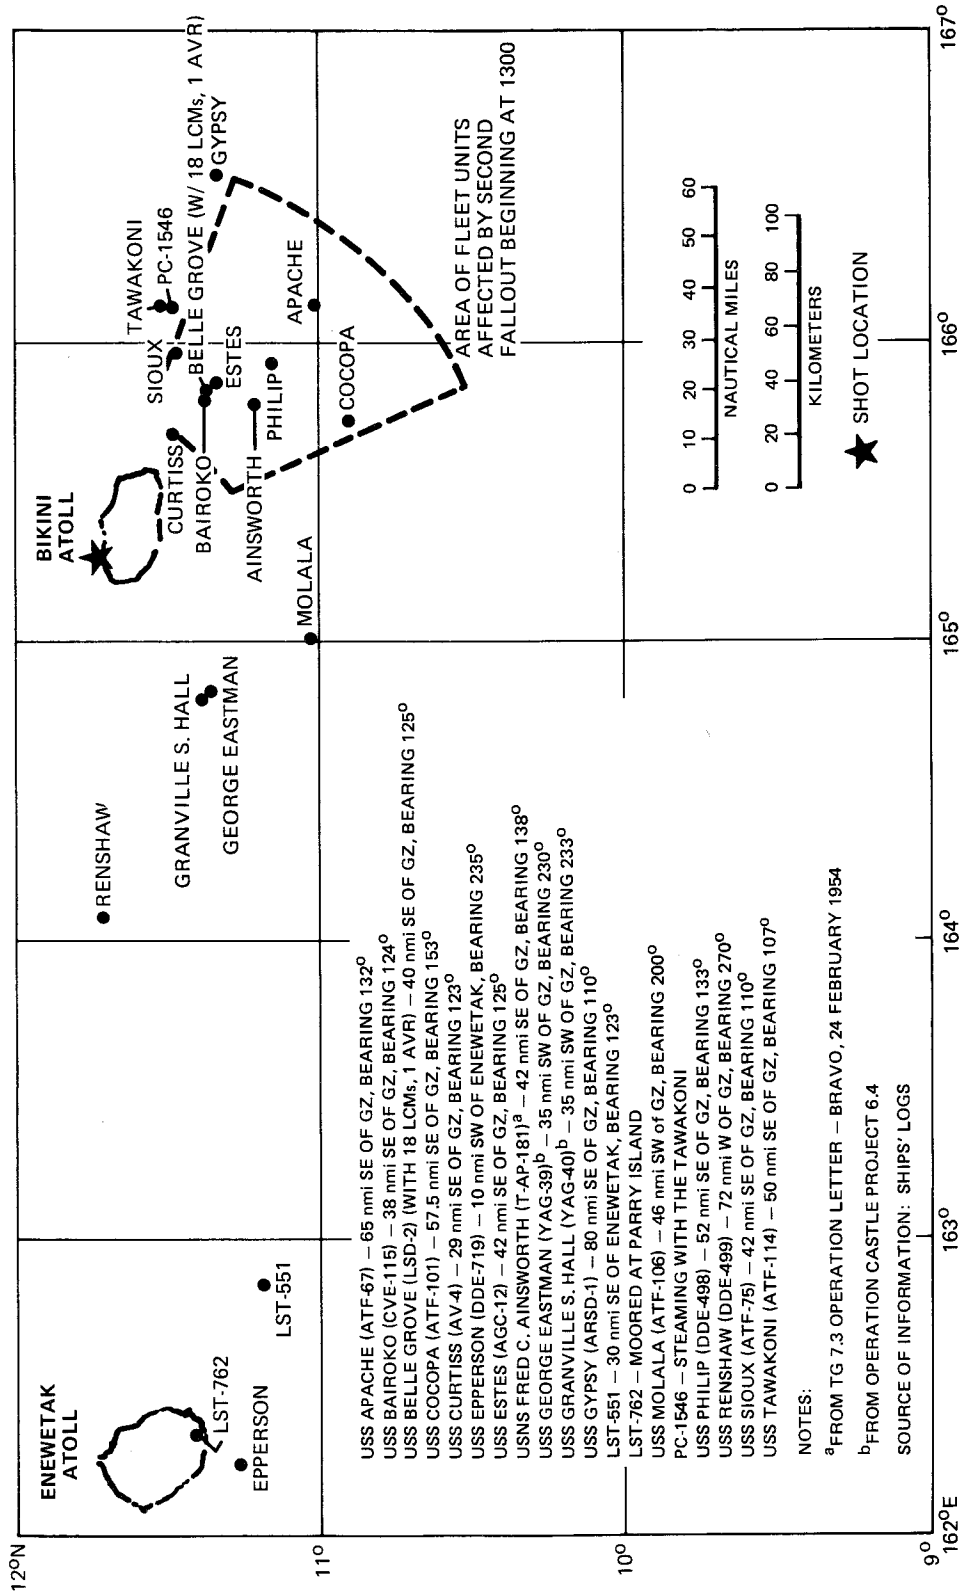 12°N
11°
10°
9°
162°E
163°
164°
165°
166°
167°
ENEWETAK
ATOLL
LST-762
EPPERSON
LST-551
RENSHAW
GRANVILLE S. HALL
GEORGE EASTMAN
MOLALA
BIKINI
ATOLL
CURTISS
BAIROKO
AINSWORTH
SIOUX
TAWAKONI
PC-1546
BELLE GROVE (W/ 18 LCMs, 1 AVR)
GYPSY
ESTES
PHILIP
APACHE
COCOPA
AREA OF FLEET UNITS
AFFECTED BY SECOND
FALLOUT BEGINNING AT 1300
0 10 20 30 40 50 60
NAUTICAL MILES
0 20 40 60 80 100
KILOMETERS
SHOT LOCATION
USS APACHE (ATF-67) – 65 nmi SE OF GZ, BEARING 132°
USS BAIROKO (CVE-115) – 38 nmi SE OF GZ, BEARING 124°
USS BELLE GROVE (LSD-2) (WITH 18 LCMs, 1 AVR) – 40 nmi SE OF GZ, BEARING 125°
USS COCOPA (ATF-101) – 57.5 nmi SE OF GZ, BEARING 153°
USS CURTISS (AV-4) – 29 nmi SE OF GZ, BEARING 123°
USS EPPERSON (DDE-719) – 10 nmi SW OF ENEWETAK, BEARING 235°
USS ESTES (AGC-12) – 42 nmi SE OF GZ, BEARING 125°
USNS FRED C. AINSWORTH (T-AP-181)ᵃ – 42 nmi SE OF GZ, BEARING 138°
USS GEORGE EASTMAN (YAG-39)ᵇ – 35 nmi SW OF GZ, BEARING 230°
USS GRANVILLE S. HALL (YAG-40)ᵇ – 35 nmi SW OF GZ, BEARING 233°
USS GYPSY (ARSD-1) – 80 nmi SE OF GZ, BEARING 110°
LST-551 – 30 nmi SE OF ENEWETAK, BEARING 123°
LST-762 – MOORED AT PARRY ISLAND
USS MOLALA (ATF-106) – 46 nmi SW of GZ, BEARING 200°
PC-1546 – STEAMING WITH THE TAWAKONI
USS PHILIP (DDE-498) – 52 nmi SE OF GZ, BEARING 133°
USS RENSHAW (DDE-499) – 72 nmi W OF GZ, BEARING 270°
USS SIOUX (ATF-75) – 42 nmi SE OF GZ, BEARING 110°
USS TAWAKONI (ATF-114) – 50 nmi SE OF GZ, BEARING 107°
NOTES:
ᵃFROM TG 7.3 OPERATION LETTER – BRAVO, 24 FEBRUARY 1954
ᵇFROM OPERATION CASTLE PROJECT 6.4
SOURCE OF INFORMATION: SHIPS' LOGS